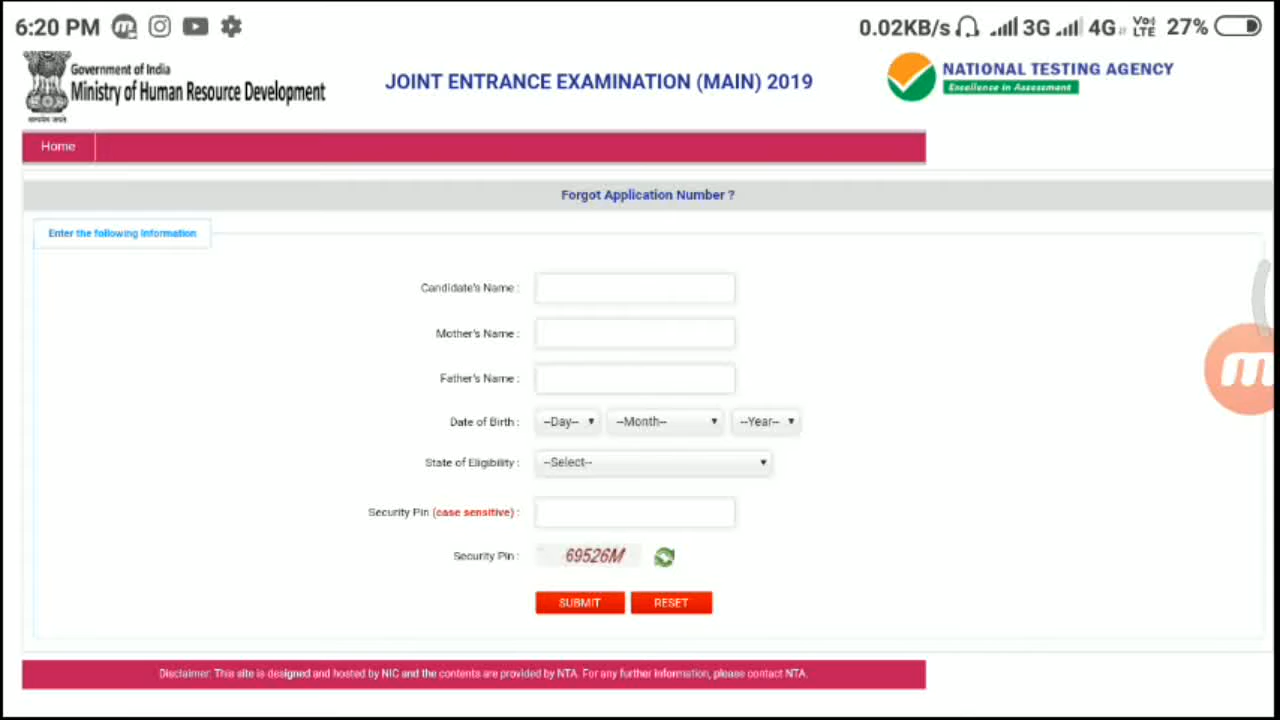 6:20 PM 0.02KB/s 3G 4G VoLTE 27%
Government of India
Ministry of Human Resource Development
सत्यमेव जयते
JOINT ENTRANCE EXAMINATION (MAIN) 2019
NATIONAL TESTING AGENCY
Excellence in Assessment
Home
Forgot Application Number ?
Enter the following Information
Candidate's Name :
Mother's Name :
Father's Name :
Date of Birth : --Day-- --Month-- --Year--
State of Eligibility : --Select--
Security Pin (case sensitive) :
Security Pin : 69526M
SUBMIT RESET
Disclaimer: This site is designed and hosted by NIC and the contents are provided by NTA. For any further information, please contact NTA.